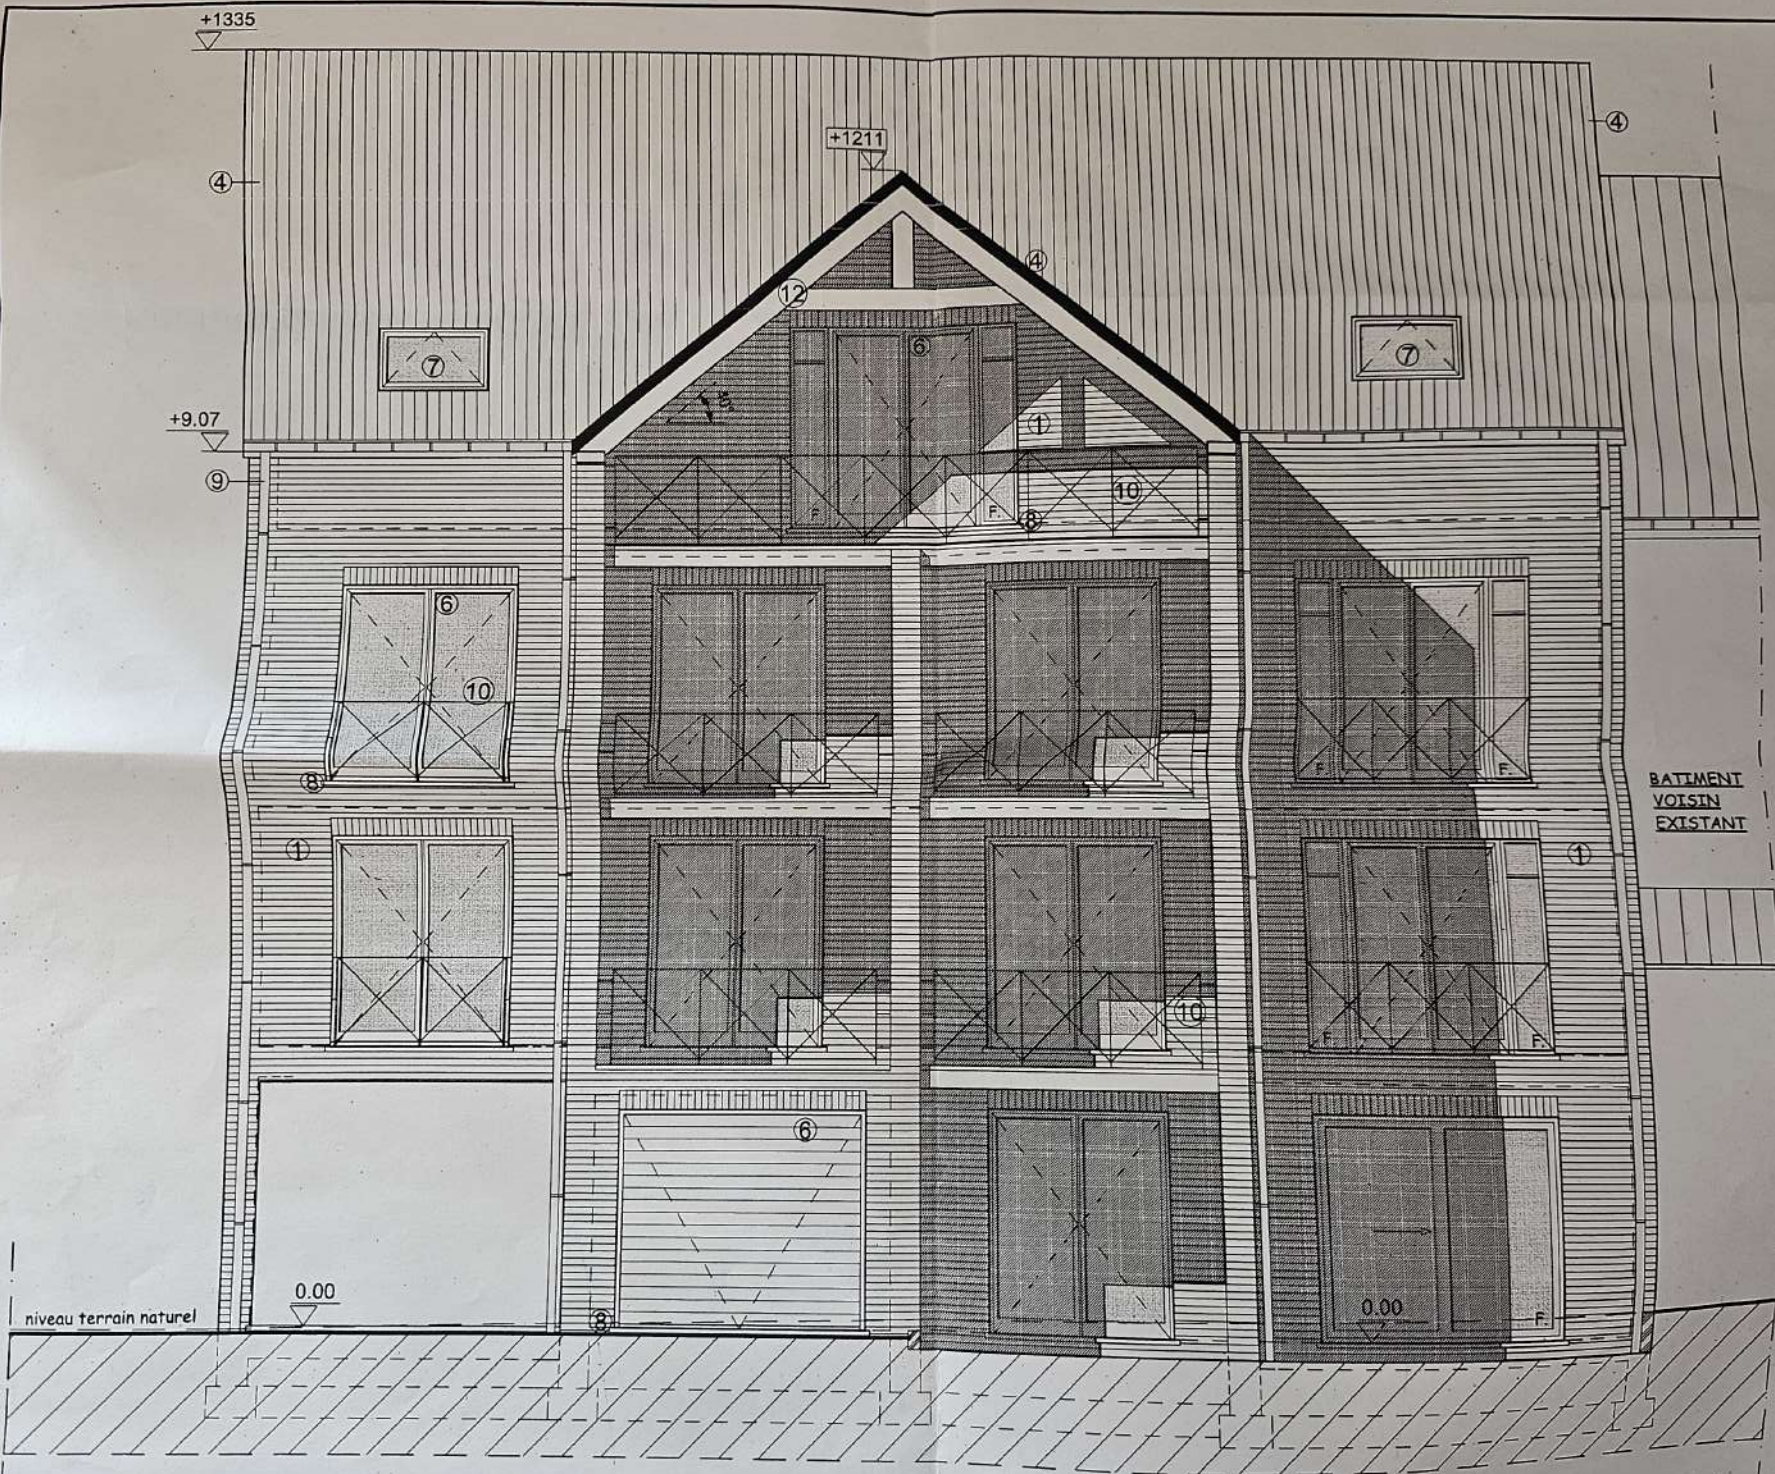 +1335
④
+1211
④
④
⑫
⑥
⑦
⑦
①
+9.07
⑨
⑩
F.
F.
⑧
⑥
⑩
⑧
F.
F.
BATIMENT
VOISIN
EXISTANT
①
①
⑩
F.
F.
⑥
0.00
0.00
niveau terrain naturel
⑧
F.